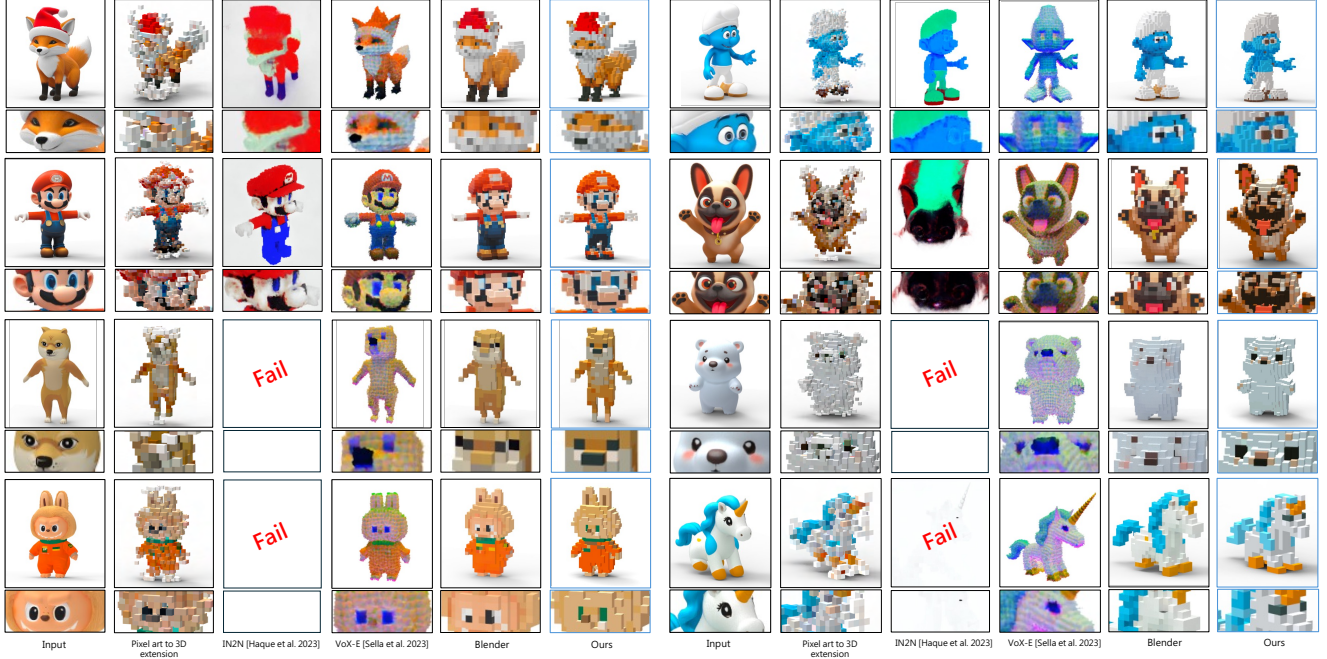 Fail
Fail
Fail
Fail
Input
Pixel art to 3D
extension
IN2N [Haque et al. 2023]
VoX-E [Sella et al. 2023]
Blender
Ours
Input
Pixel art to 3D
extension
IN2N [Haque et al. 2023]
VoX-E [Sella et al. 2023]
Blender
Ours